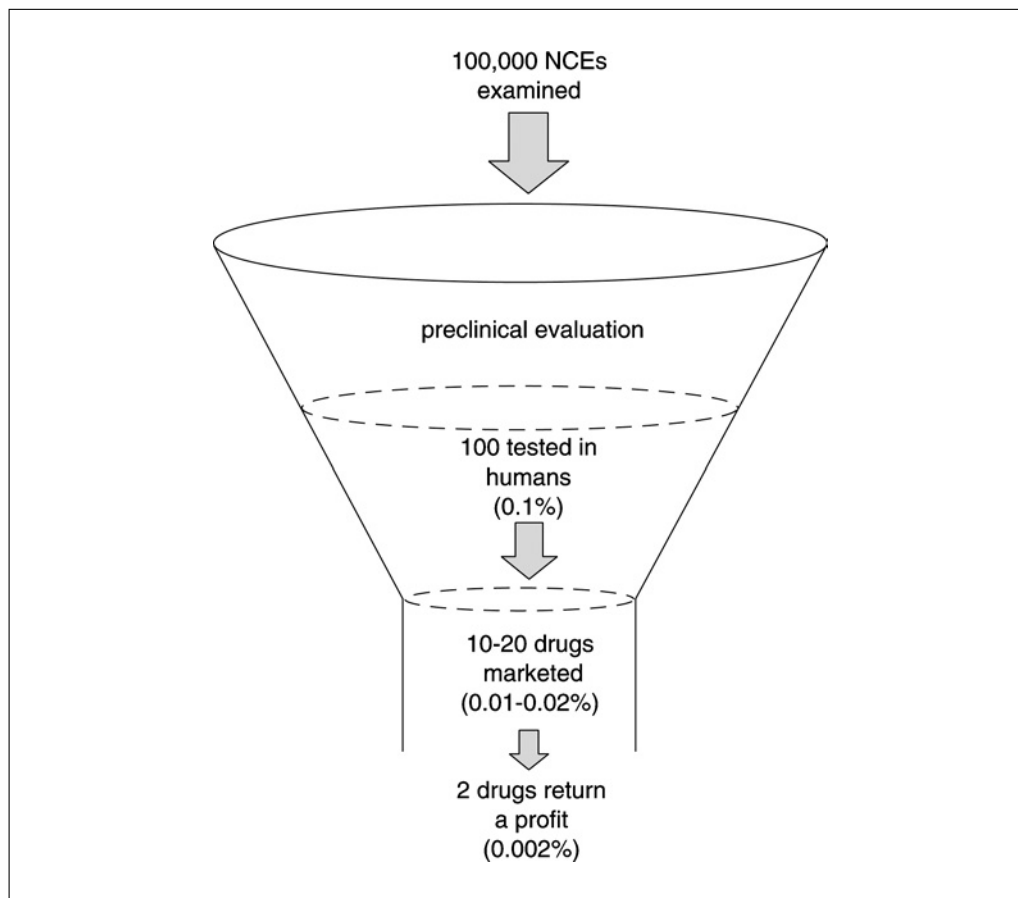 100,000 NCEs
examined
preclinical evaluation
100 tested in
humans
(0.1%)
10-20 drugs
marketed
(0.01-0.02%)
2 drugs return
a profit
(0.002%)